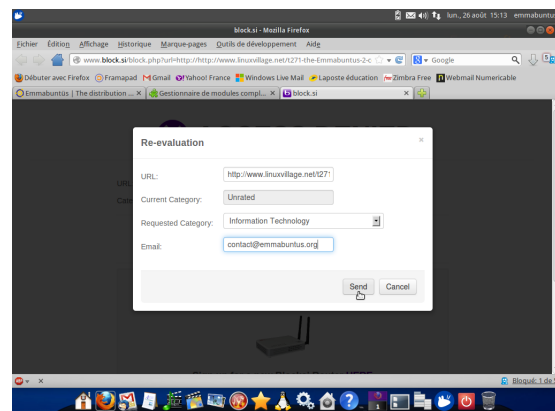 lun., 26 août 15:13 emmabuntus
block.si - Mozilla Firefox
Fichier Édition Affichage Historique Marque-pages Outils de développement Aide
www.block.si/block.php?url=http://http://www.linuxvillage.net/t271-the-Emmabuntus-2-c
Google
Débuter avec Firefox Framapad Gmail Yahoo! France Windows Live Mail Laposte éducation Zimbra Free Webmail Numericable
Emmabuntüs | The distribution ... Gestionnaire de modules compl... block.si
Re-evaluation
URL: http://www.linuxvillage.net/t271
Current Category: Unrated
Requested Category: Information Technology
Email: contact@emmabuntus.org
Send Cancel
HERE
Bloquik: 1 de